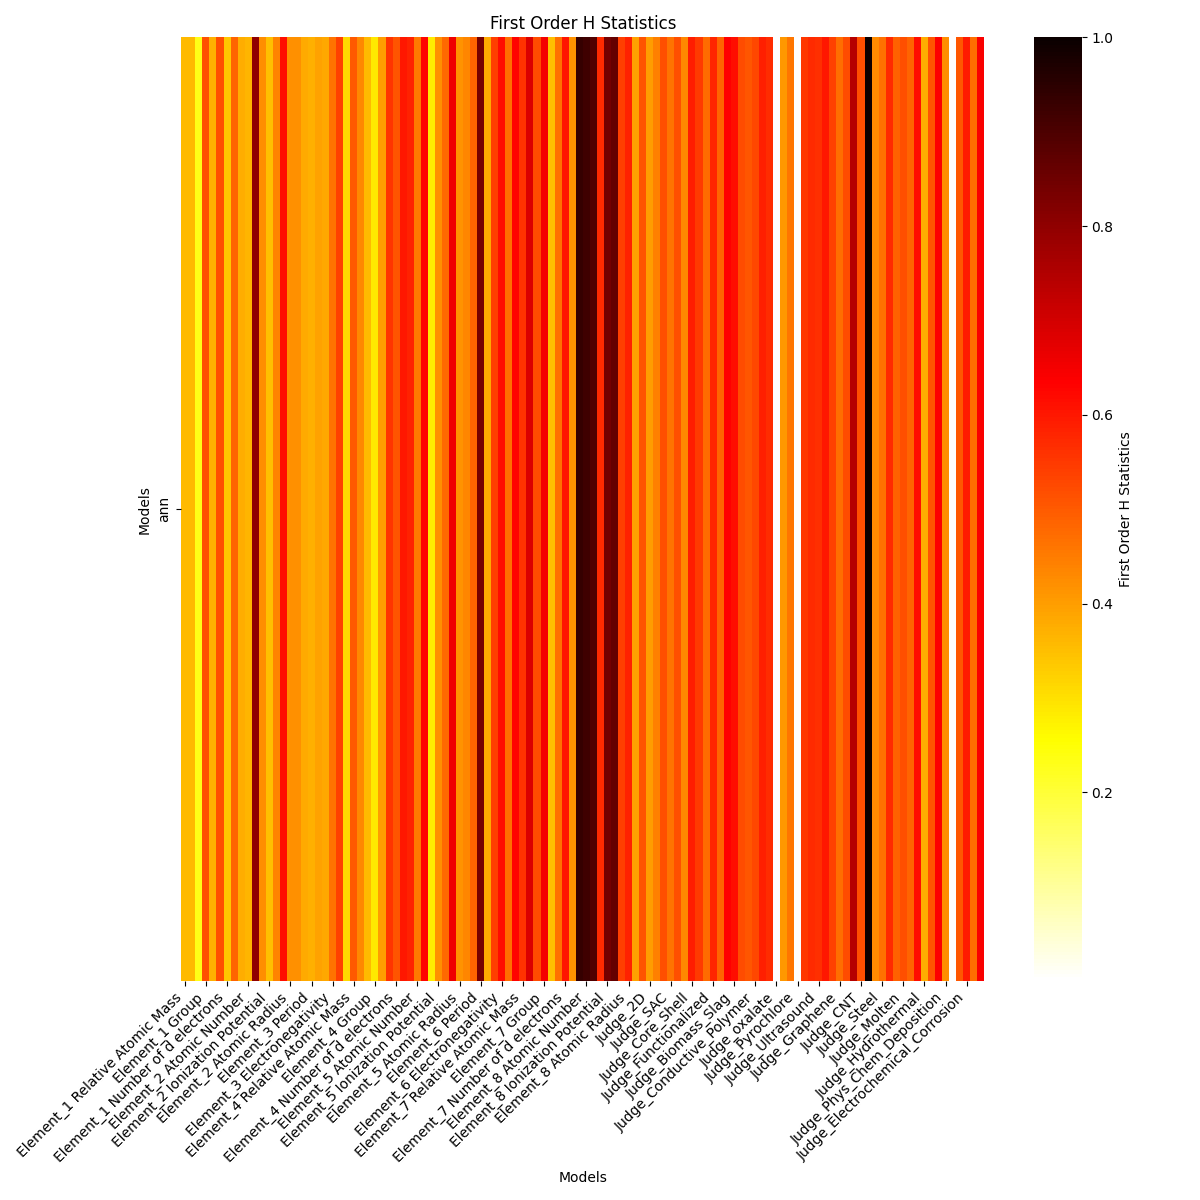 First Order H Statistics
Models
ann
Element_1 Relative Atomic Mass
Element_1 Group
Element_1 Number of d electrons
Element_2 Atomic Number
Element_2 Ionization Potential
Element_2 Atomic Radius
Element_3 Period
Element_3 Electronegativity
Element_4 Relative Atomic Mass
Element_4 Group
Element_4 Number of d electrons
Element_5 Atomic Number
Element_5 Ionization Potential
Element_5 Atomic Radius
Element_6 Period
Element_6 Electronegativity
Element_7 Relative Atomic Mass
Element_7 Group
Element_7 Number of d electrons
Element_8 Atomic Number
Element_8 Ionization Potential
Element_8 Atomic Radius
Judge_2D
Judge_SAC
Judge_Core_Shell
Judge_Functionalized
Judge_Biomass_Slag
Judge_Conductive_Polymer
Judge_oxalate
Judge_Pyrochlore
Judge_Ultrasound
Judge_Graphene
Judge_CNT
Judge_Steel
Judge_Molten
Judge_Hydrothermal
Judge_Phys_Chem_Deposition
Judge_Electrochemical_Corrosion
Models
1.0
0.8
0.6
0.4
0.2
First Order H Statistics